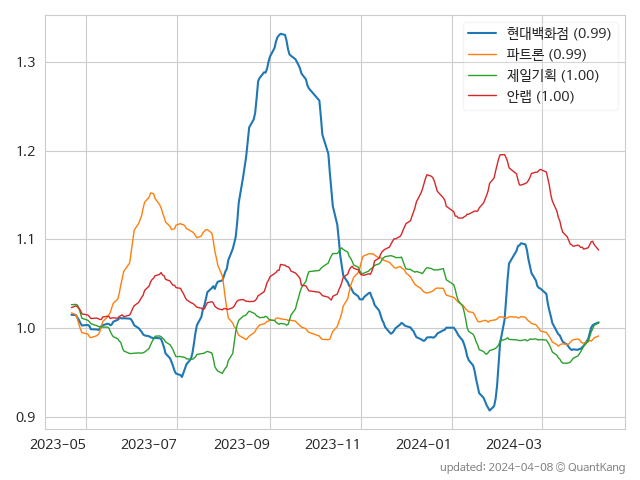 현대백화점 (0.99)
파트론 (0.99)
제일기획 (1.00)
안랩 (1.00)
1.3
1.2
1.1
1.0
0.9
2023-05 2023-07 2023-09 2023-11 2024-01 2024-03
updated: 2024-04-08 © QuantKang